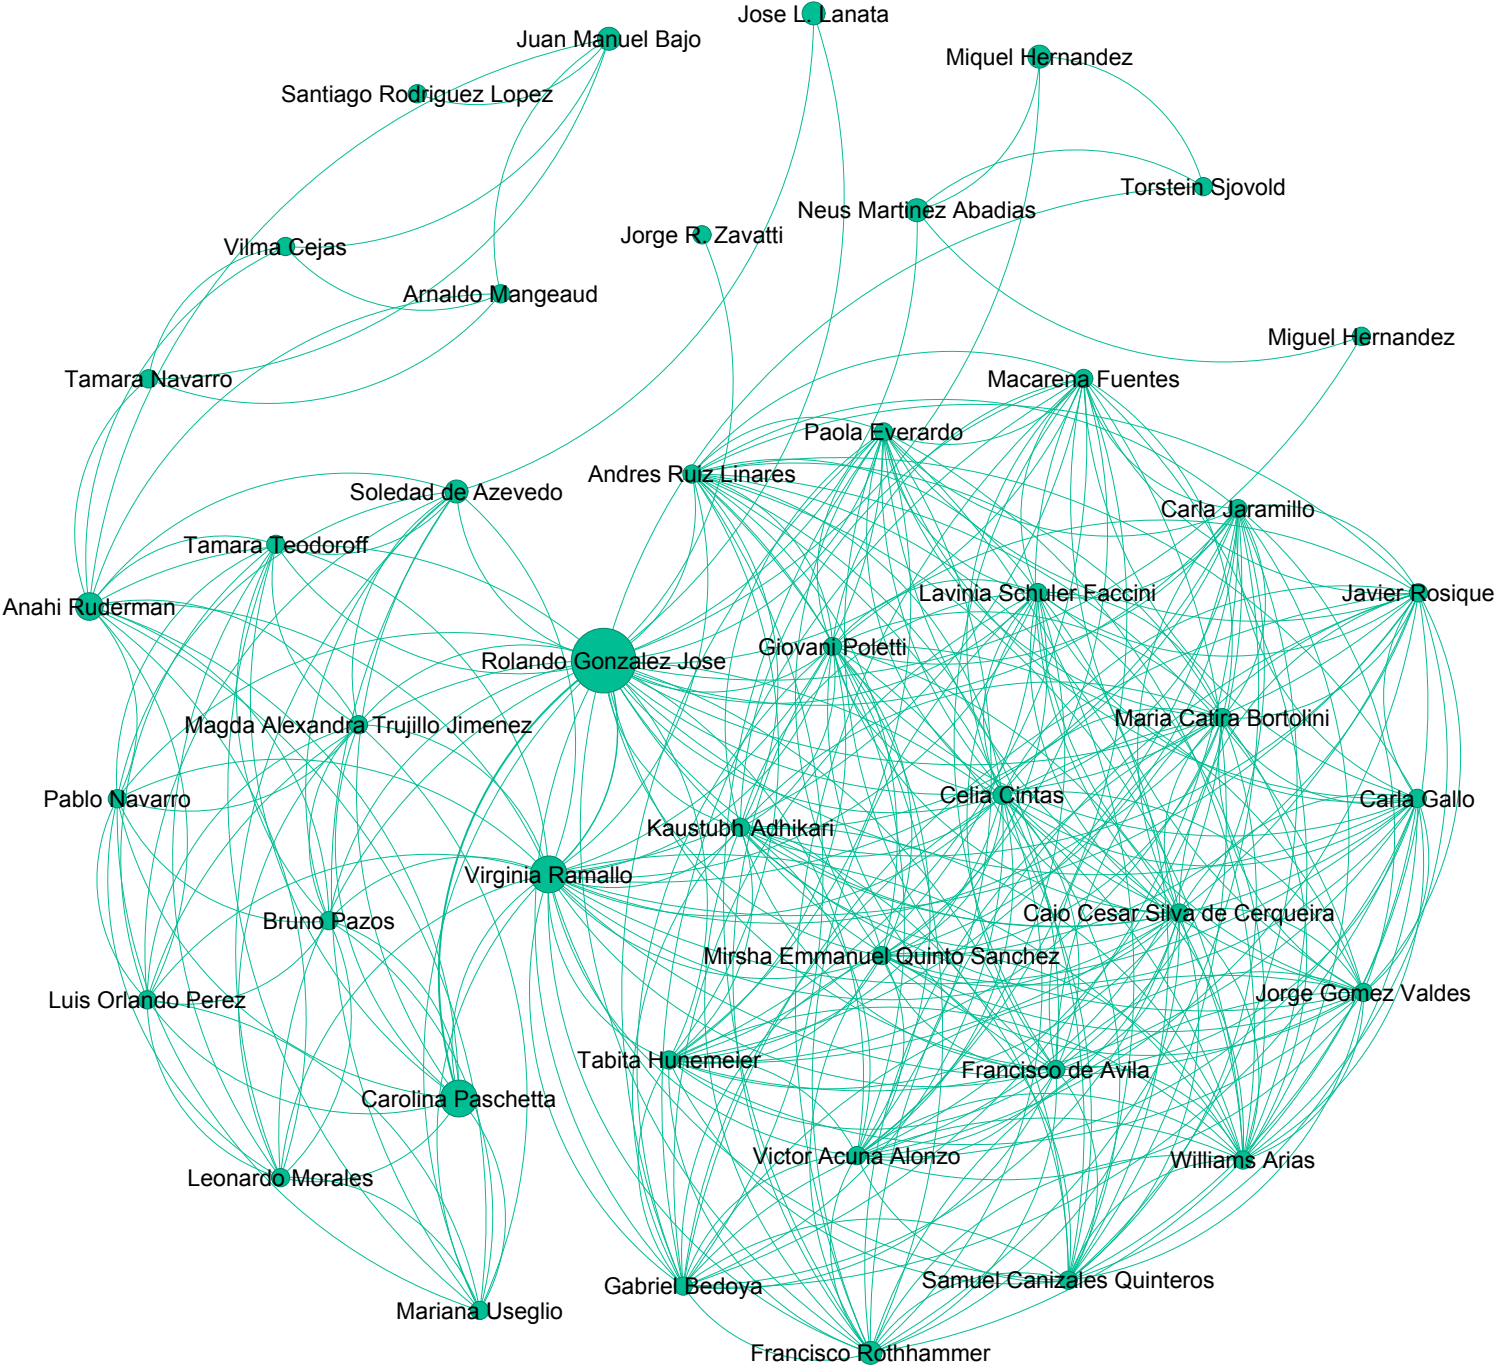 Jose L. Lanata
Juan Manuel Bajo
Miquel Hernandez
Santiago Rodriguez Lopez
Torstein Sjovold
Neus Martinez Abadias
Jorge R. Zavatti
Vilma Cejas
Arnaldo Mangeaud
Miguel Hernandez
Tamara Navarro
Macarena Fuentes
Paola Everardo
Andres Ruiz Linares
Soledad de Azevedo
Carla Jaramillo
Tamara Teodoroff
Lavinia Schuler Faccini
Javier Rosique
Anahi Ruderman
Giovani Poletti
Rolando Gonzalez Jose
Maria Catira Bortolini
Magda Alexandra Trujillo Jimenez
Celia Cintas
Pablo Navarro
Carla Gallo
Kaustubh Adhikari
Virginia Ramallo
Caio Cesar Silva de Cerqueira
Bruno Pazos
Mirsha Emmanuel Quinto Sanchez
Jorge Gomez Valdes
Luis Orlando Perez
Tabita Hunemeier
Francisco de Avila
Carolina Paschetta
Victor Acuna Alonzo
Williams Arias
Leonardo Morales
Samuel Canizales Quinteros
Gabriel Bedoya
Mariana Useglio
Francisco Rothhammer